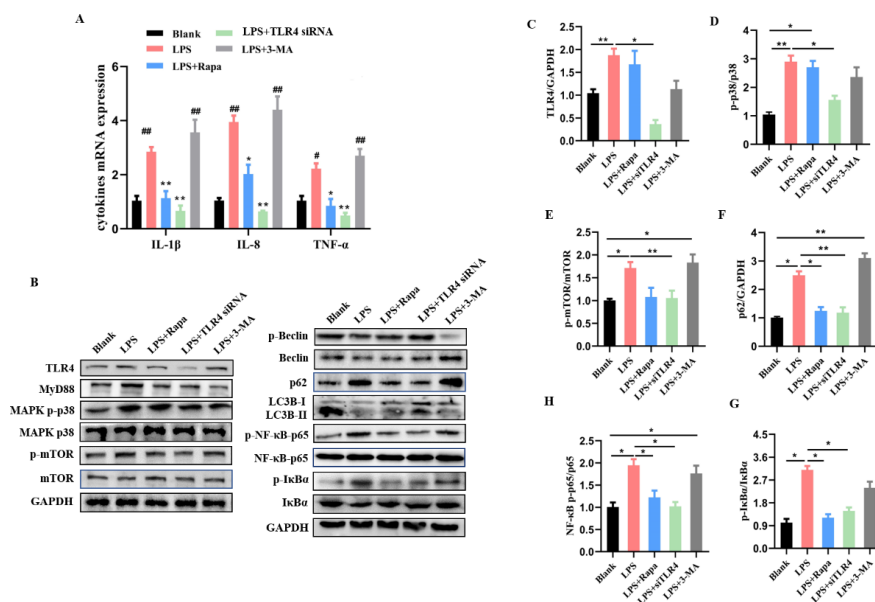 A
Blank
LPS
LPS+Rapa
LPS+TLR4 siRNA
LPS+3-MA
cytokines mRNA expression
6
4
2
0
##
**
**
##
##
*
**
##
#
*
**
##
IL-1β
IL-8
TNF-α
B
Blank
LPS
LPS+Rapa
LPS+TLR4 siRNA
LPS+3-MA
TLR4
MyD88
MAPK p-p38
MAPK p38
p-mTOR
mTOR
GAPDH
Blank
LPS
LPS+Rapa
LPS+TLR4 siRNA
LPS+3-MA
p-Beclin
Beclin
p62
LC3B-I
LC3B-II
p-NF-κB-p65
NF-κB-p65
p-IκBα
IκBα
GAPDH
C
TLR4/GAPDH
2.5
2.0
1.5
1.0
0.5
0.0
**
*
Blank
LPS
LPS+Rapa
LPS+siTLR4
LPS+3-MA
D
p-p38/p38
4
3
2
1
0
*
**
*
Blank
LPS
LPS+Rapa
LPS+siTLR4
LPS+3-MA
E
p-mTOR/mTOR
2.5
2.0
1.5
1.0
0.5
0.0
*
*
**
Blank
LPS
LPS+Rapa
LPS+siTLR4
LPS+3-MA
F
p62/GAPDH
4
3
2
1
0
**
**
*
*
Blank
LPS
LPS+Rapa
LPS+siTLR4
LPS+3-MA
H
NF-κB p-p65/p65
2.5
2.0
1.5
1.0
0.5
0.0
*
*
*
*
Blank
LPS
LPS+Rapa
LPS+siTLR4
LPS+3-MA
G
p-IκBα/IκBα
3.6
2.7
1.8
0.9
0.0
*
*
*
Blank
LPS
LPS+Rapa
LPS+siTLR4
LPS+3-MA